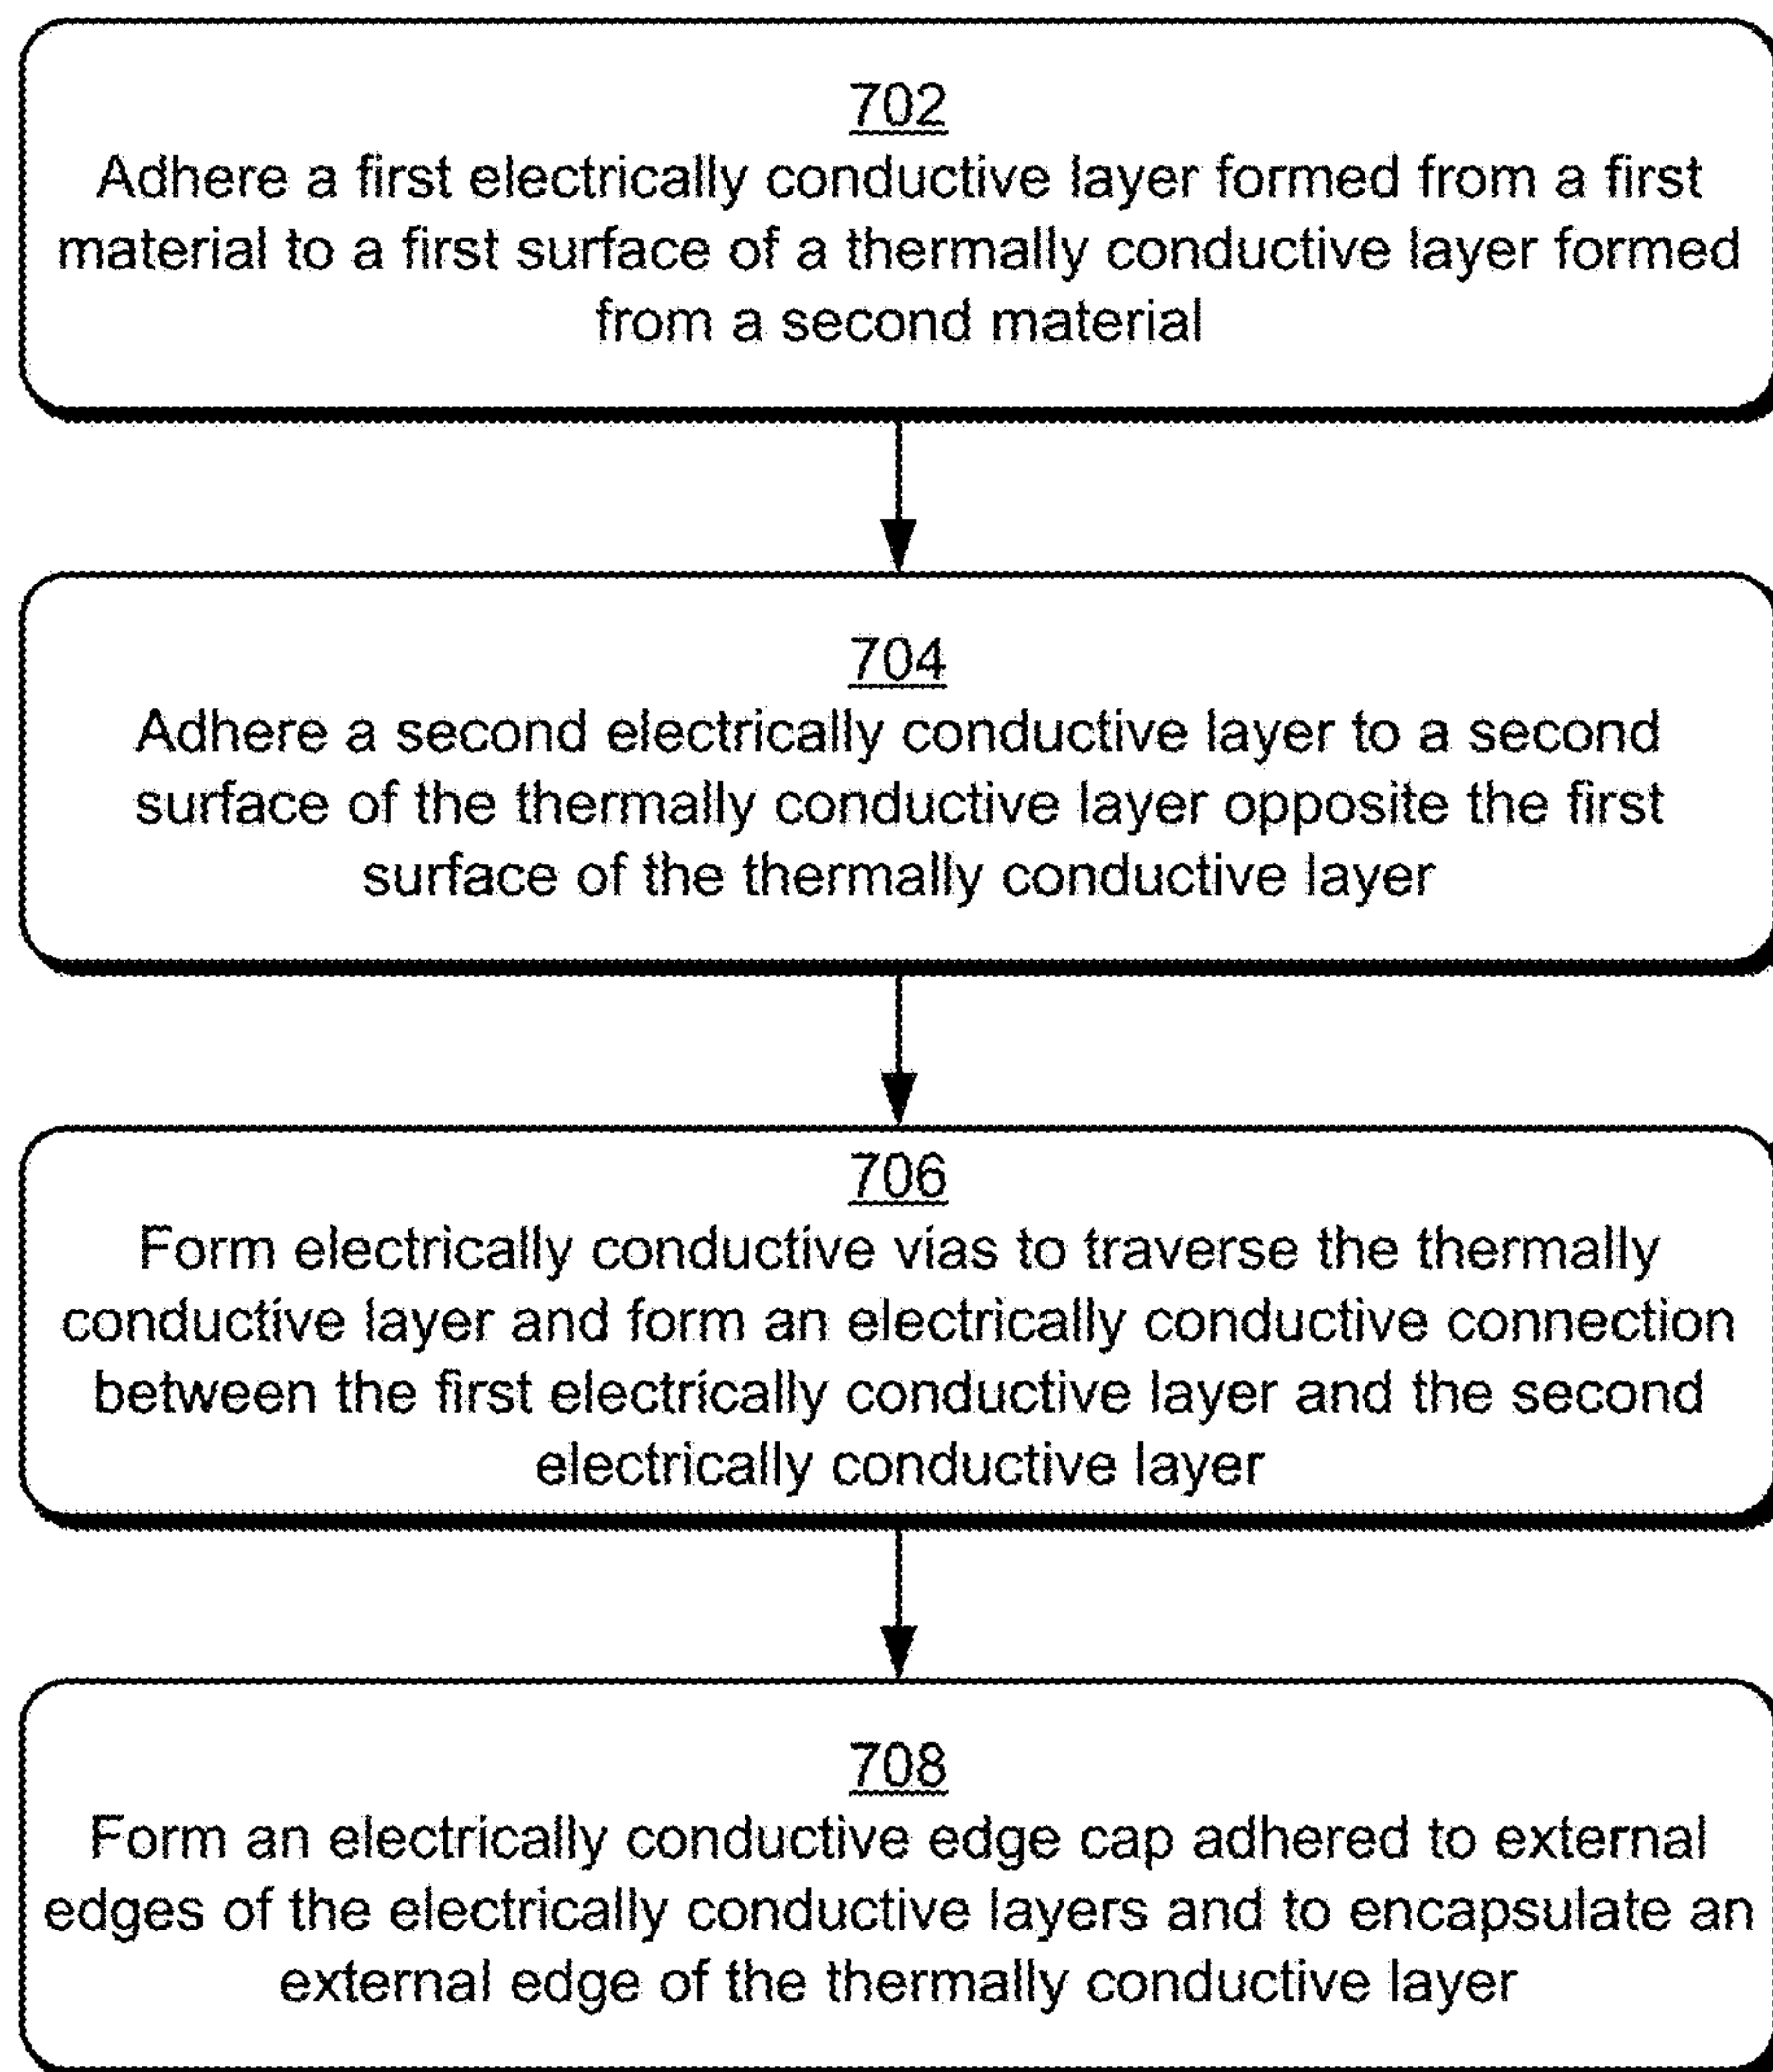 702
Adhere a first electrically conductive layer formed from a first
material to a first surface of a thermally conductive layer formed
from a second material
704
Adhere a second electrically conductive layer to a second
surface of the thermally conductive layer opposite the first
surface of the thermally conductive layer
706
Form electrically conductive vias to traverse the thermally
conductive layer and form an electrically conductive connection
between the first electrically conductive layer and the second
electrically conductive layer
708
Form an electrically conductive edge cap adhered to external
edges of the electrically conductive layers and to encapsulate an
external edge of the thermally conductive layer